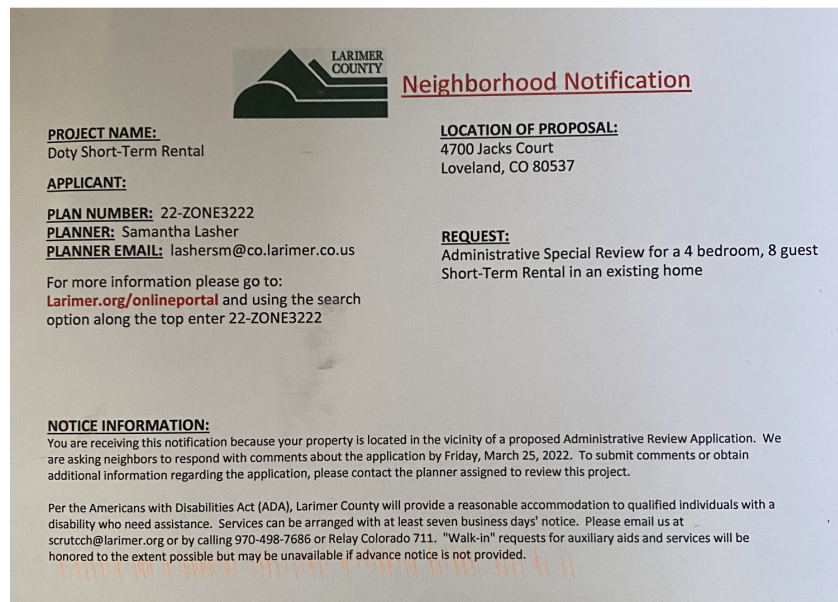 LARIMER
COUNTY
Neighborhood Notification
PROJECT NAME:
Doty Short-Term Rental
APPLICANT:
PLAN NUMBER: 22-ZONE3222
PLANNER: Samantha Lasher
PLANNER EMAIL: lashersm@co.larimer.co.us
For more information please go to:
Larimer.org/onlineportal and using the search
option along the top enter 22-ZONE3222
LOCATION OF PROPOSAL:
4700 Jacks Court
Loveland, CO 80537
REQUEST:
Administrative Special Review for a 4 bedroom, 8 guest
Short-Term Rental in an existing home
NOTICE INFORMATION:
You are receiving this notification because your property is located in the vicinity of a proposed Administrative Review Application. We
are asking neighbors to respond with comments about the application by Friday, March 25, 2022. To submit comments or obtain
additional information regarding the application, please contact the planner assigned to review this project.
Per the Americans with Disabilities Act (ADA), Larimer County will provide a reasonable accommodation to qualified individuals with a
disability who need assistance. Services can be arranged with at least seven business days' notice. Please email us at
scrutcch@larimer.org or by calling 970-498-7686 or Relay Colorado 711. "Walk-in" requests for auxiliary aids and services will be
honored to the extent possible but may be unavailable if advance notice is not provided.